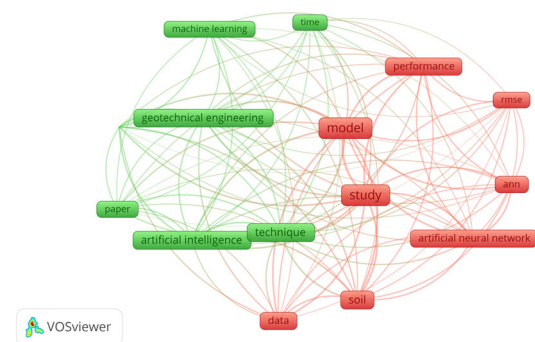 time
machine learning
performance
rmse
geotechnical engineering
model
ann
study
paper
technique
artificial intelligence
artificial neural network
soil
data
VOSviewer